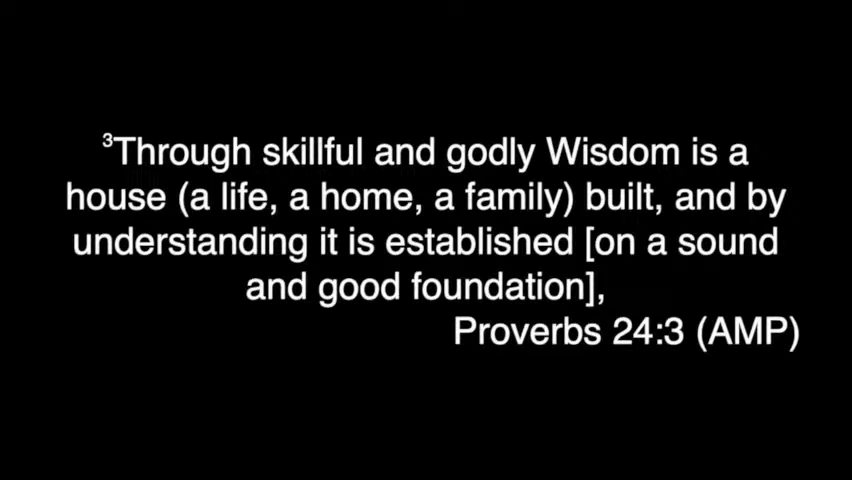 ³Through skillful and godly Wisdom is a
house (a life, a home, a family) built, and by
understanding it is established [on a sound
and good foundation],
Proverbs 24:3 (AMP)